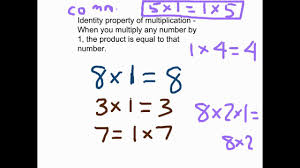 comm. 5×1=1×5
Identity property of multiplication -
When you multiply any number by
1, the product is equal to that
number.
1×4=4
8×1=8
3×1=3
7=1×7
8×2×1=
8×2